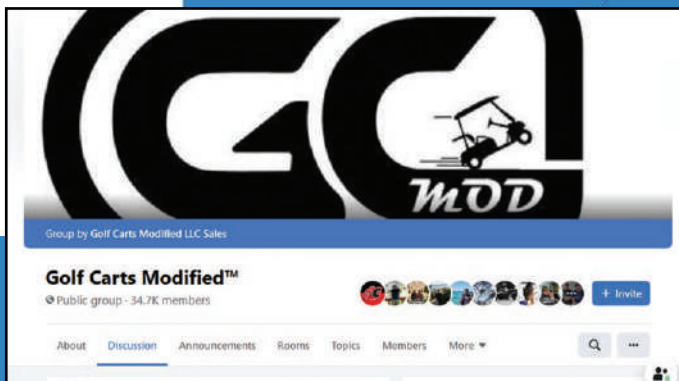 GC
MOD
Group by Golf Carts Modified LLC Sales
Golf Carts Modified™
Public group · 34.7K members
+ Invite
About Discussion Announcements Rooms Topics Members More